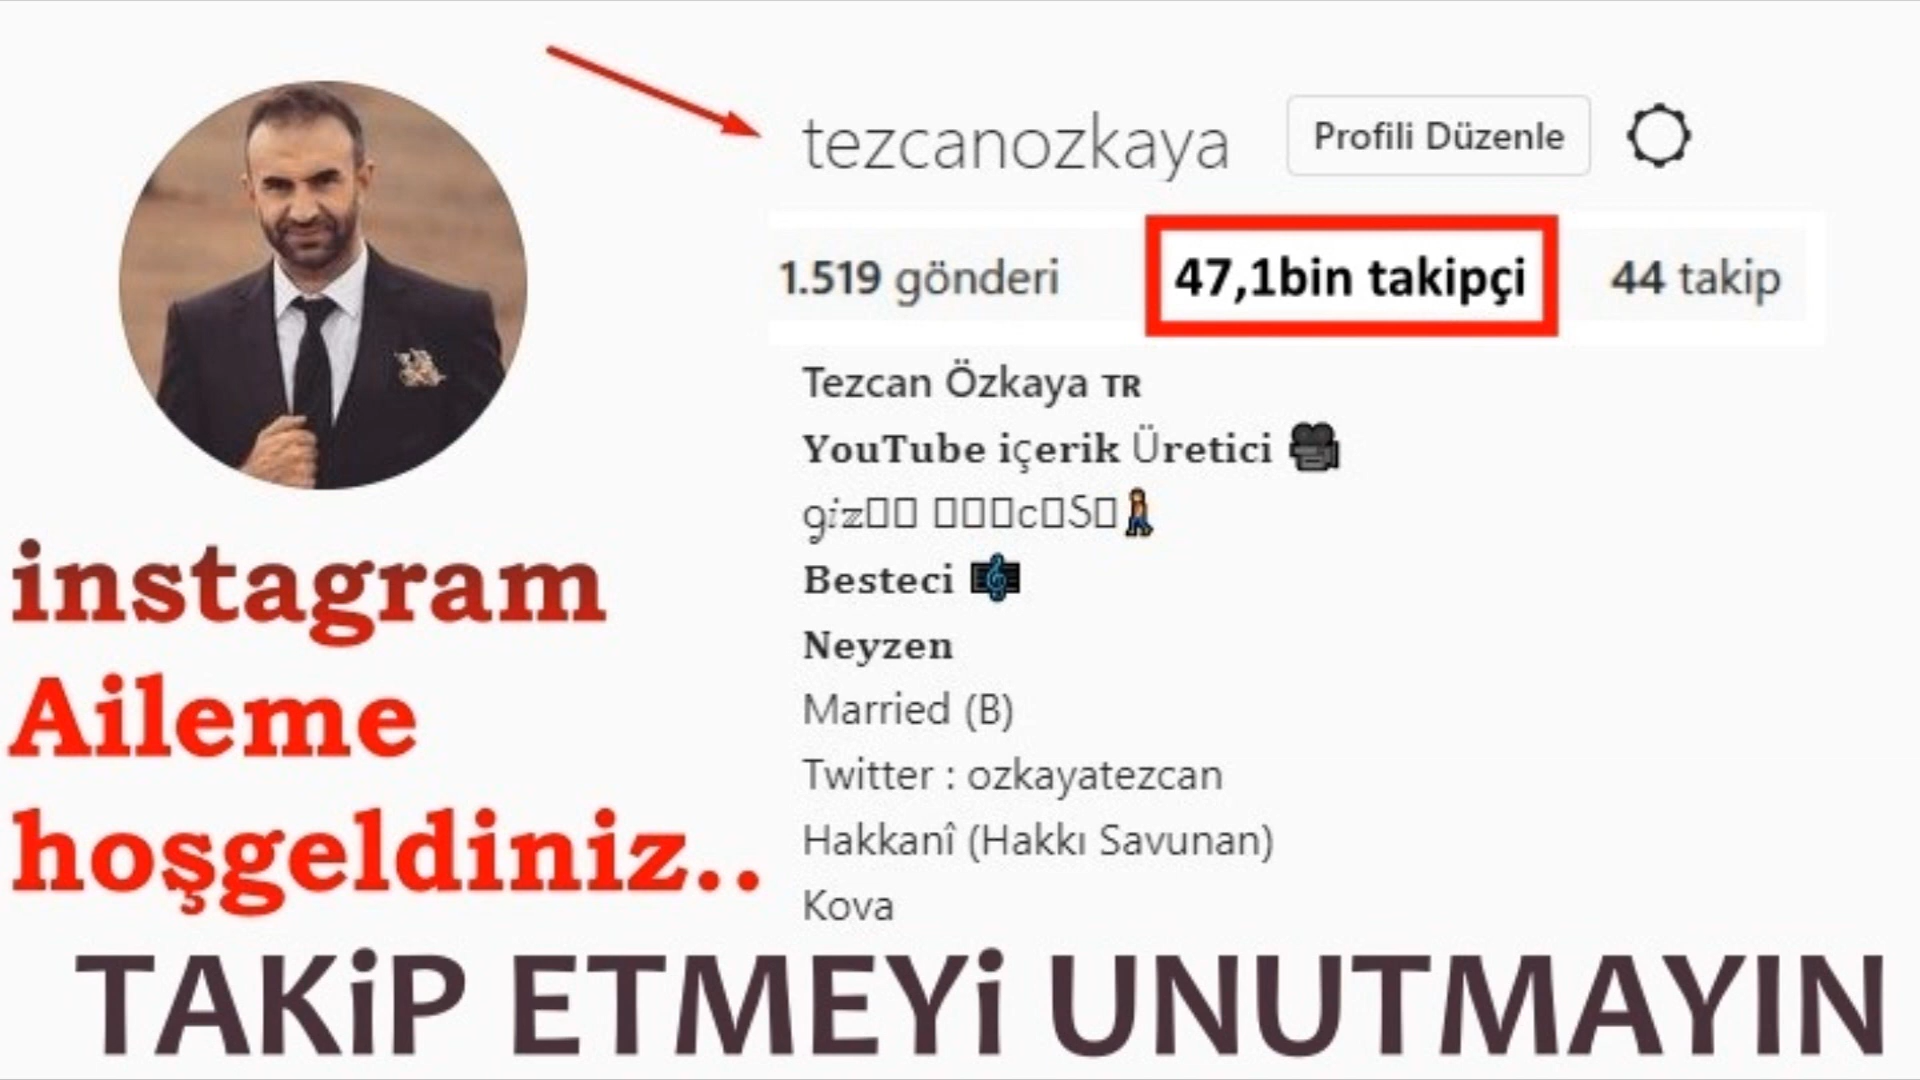 tezcanozkaya Profili Düzenle
1.519 gönderi 47,1bin takipçi 44 takip
Tezcan Özkaya TR
YouTube içerik Üretici
Besteci
Neyzen
Married (B)
Twitter : ozkayatezcan
Hakkanî (Hakkı Savunan)
Kova
instagram
Aileme
hoşgeldiniz..
TAKiP ETMEYi UNUTMAYIN